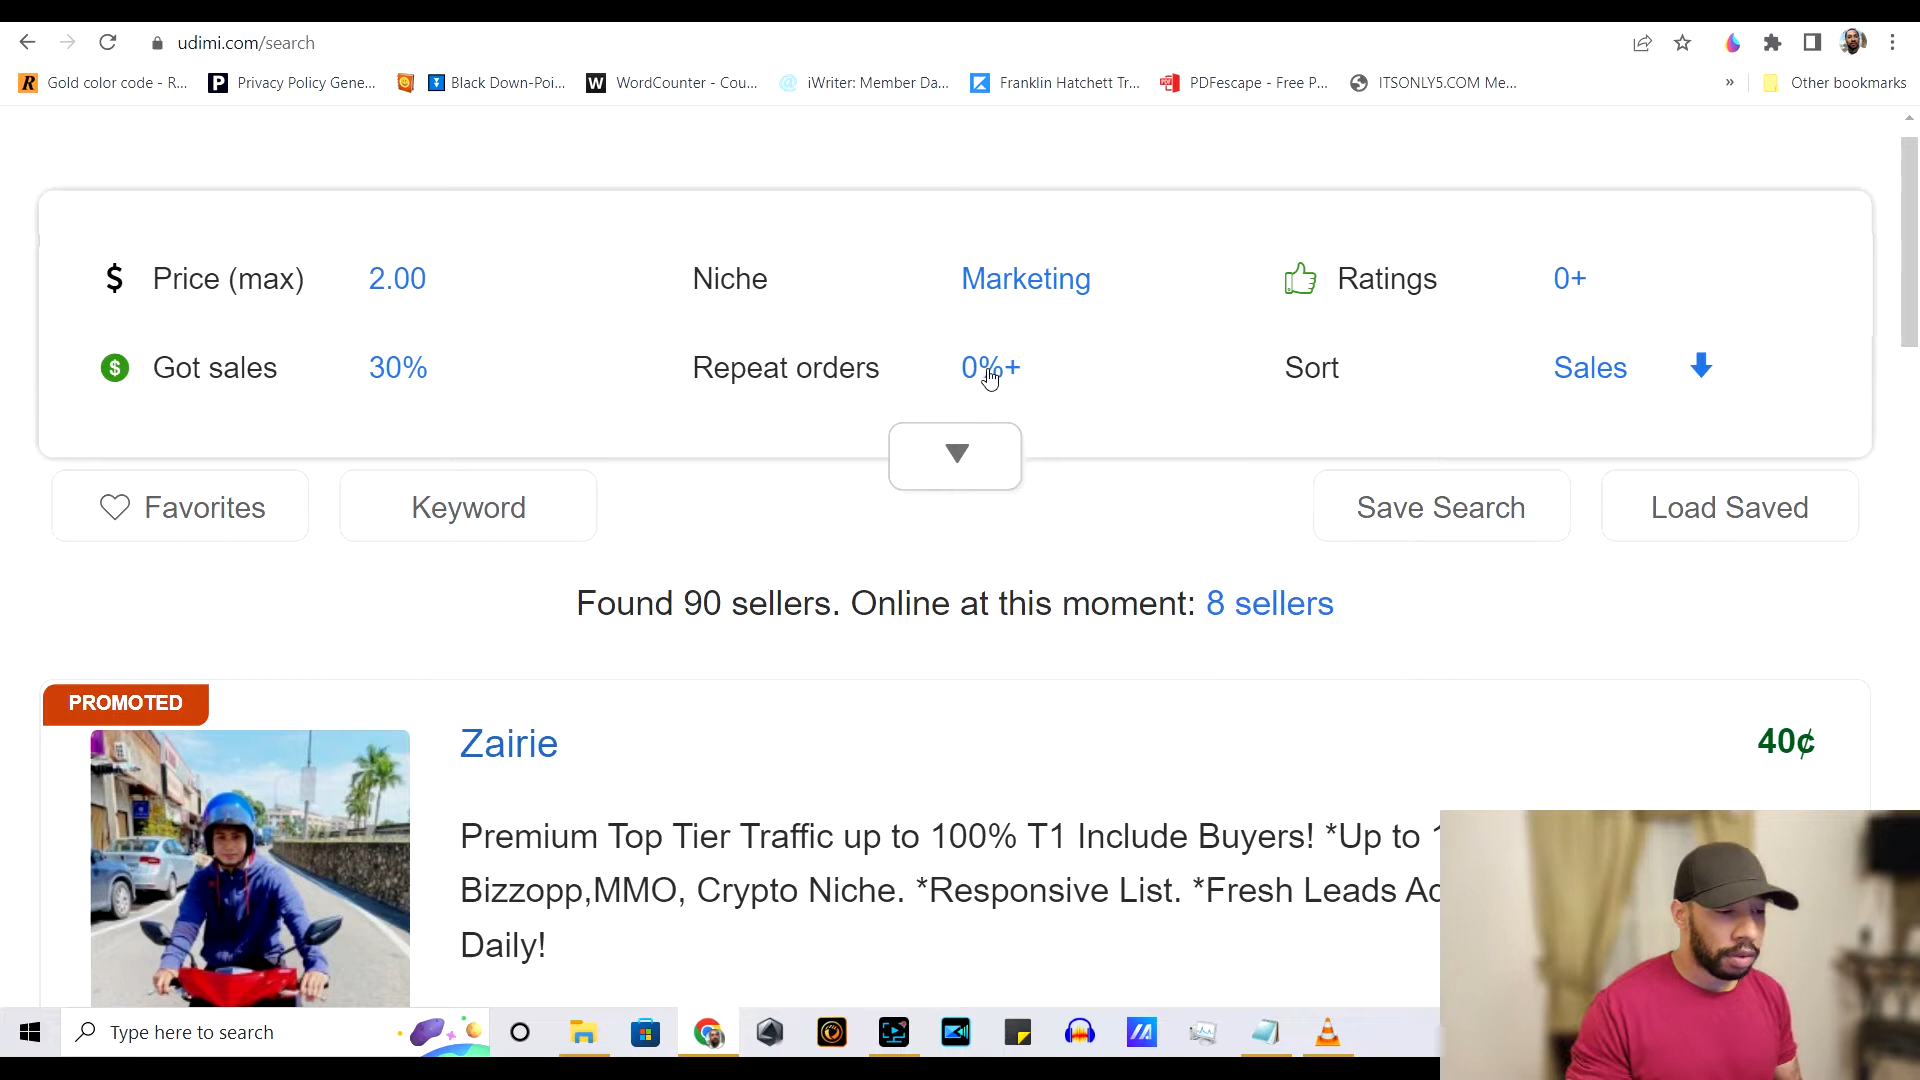 udimi.com/search
Gold color code - R... Privacy Policy Gene... Black Down-Poi... WordCounter - Cou... iWriter: Member Da... Franklin Hatchett Tr... PDFescape - Free P... ITSONLY5.COM Me... » Other bookmarks
$ Price (max) 2.00 Niche Marketing Ratings 0+
$ Got sales 30% Repeat orders 0%+ Sort Sales
Favorites Keyword Save Search Load Saved
Found 90 sellers. Online at this moment: 8 sellers
PROMOTED
Zairie 40¢
Premium Top Tier Traffic up to 100% T1 Include Buyers! *Up to
Bizzopp,MMO, Crypto Niche. *Responsive List. *Fresh Leads
Daily!
Type here to search